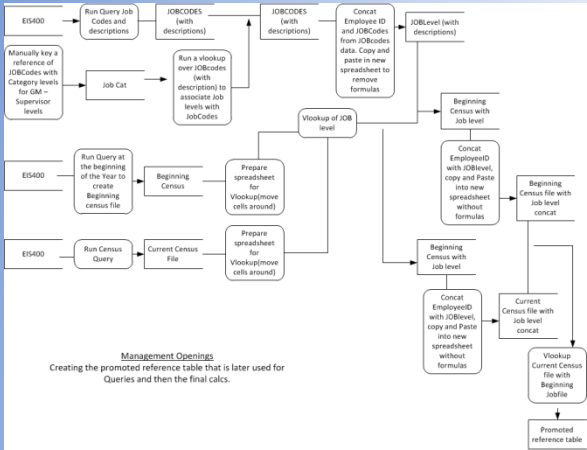 EIS400
Run Query Job
Codes and
descriptions
JOBCODES
(with
descriptions)
JOBCODES
(with
descriptions)
Concat
Employee ID
and JOBCodes
from JOBcodes
data. Copy and
paste in new
spreadsheet to
remove
formulas
JOBLevel (with
descriptions)
Manually key a
reference of
JOBCodes with
Category levels
for GM –
Supervisor
levels
Job Cat
Run a vlookup
over JOBcodes
(with
description) to
associate Job
levels with
JobCodes
Vlookup of JOB
level
Beginning
Census with
Job level
EIS400
Run Query at
the beginning
of the Year to
create
Beginning
census file
Beginning
Census
Prepare
spreadsheet
for
Vlookup(move
cells around)
Concat
EmployeeID
with JOBlevel,
copy and Paste
into new
spreadsheet
without
formulas
Beginning
Census file with
Job level
concat
EIS400
Run Census
Query
Current Census
File
Prepare
spreadsheet
for
Vlookup(move
cells around)
Beginning
Census with
Job level
Concat
EmployeeID
with JOBlevel,
copy and Paste
into new
spreadsheet
without
formulas
Current
Census file with
Job level
concat
Management Openings
Creating the promoted reference table that is later used for
Queries and then the final calcs.
Vlookup
Current Census
file with
Beginning
Jobfile
Promoted
reference table